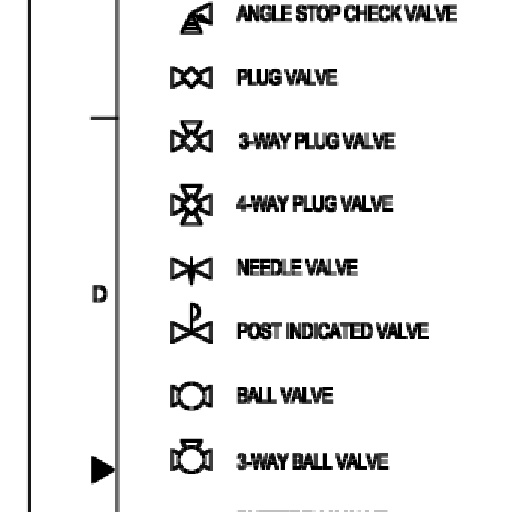 ANGLE STOP CHECK VALVE
PLUG VALVE
3-WAY PLUG VALVE
4-WAY PLUG VALVE
NEEDLE VALVE
D
POST INDICATED VALVE
BALL VALVE
3-WAY BALL VALVE